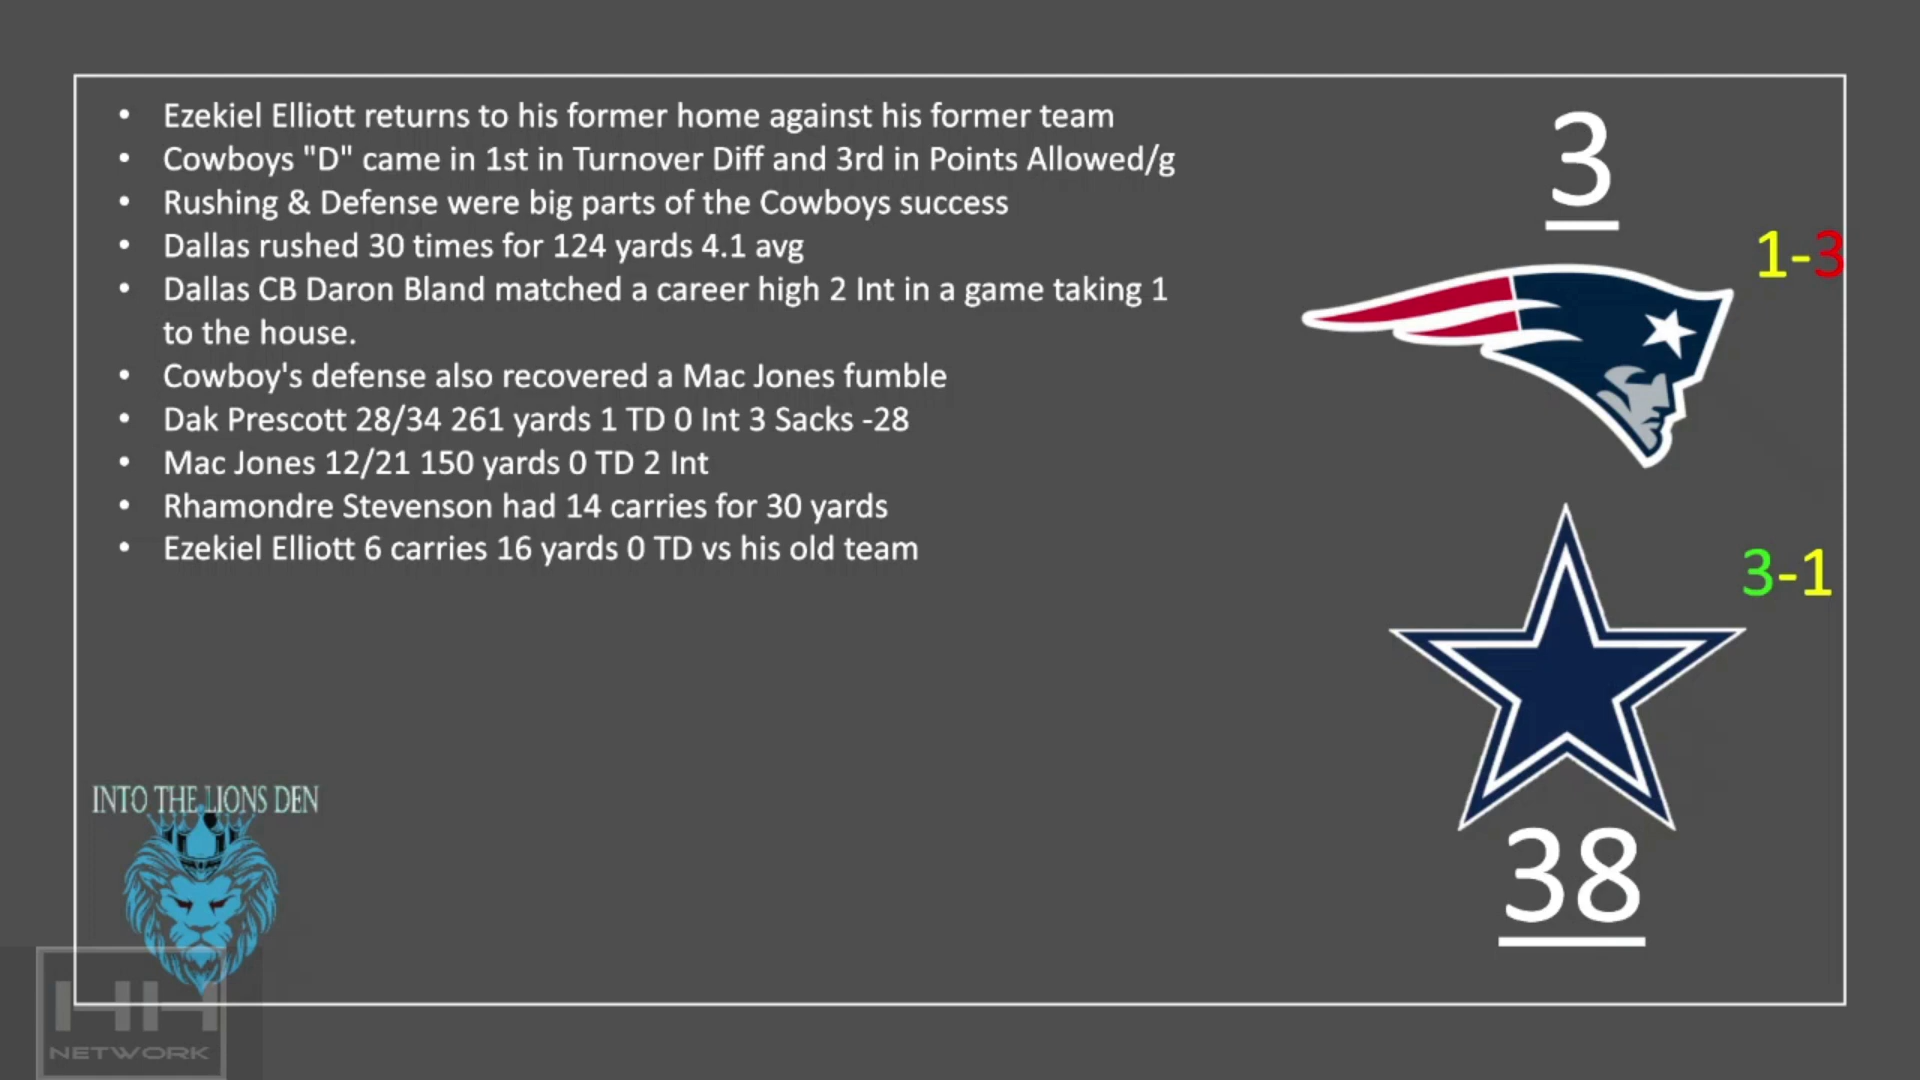 • Ezekiel Elliott returns to his former home against his former team
• Cowboys "D" came in 1st in Turnover Diff and 3rd in Points Allowed/g
• Rushing & Defense were big parts of the Cowboys success
• Dallas rushed 30 times for 124 yards 4.1 avg
• Dallas CB Daron Bland matched a career high 2 Int in a game taking 1
to the house.
• Cowboy's defense also recovered a Mac Jones fumble
• Dak Prescott 28/34 261 yards 1 TD 0 Int 3 Sacks -28
• Mac Jones 12/21 150 yards 0 TD 2 Int
• Rhamondre Stevenson had 14 carries for 30 yards
• Ezekiel Elliott 6 carries 16 yards 0 TD vs his old team
3
1-3
3-1
38
INTO THE LIONS DEN
HH
NETWORK